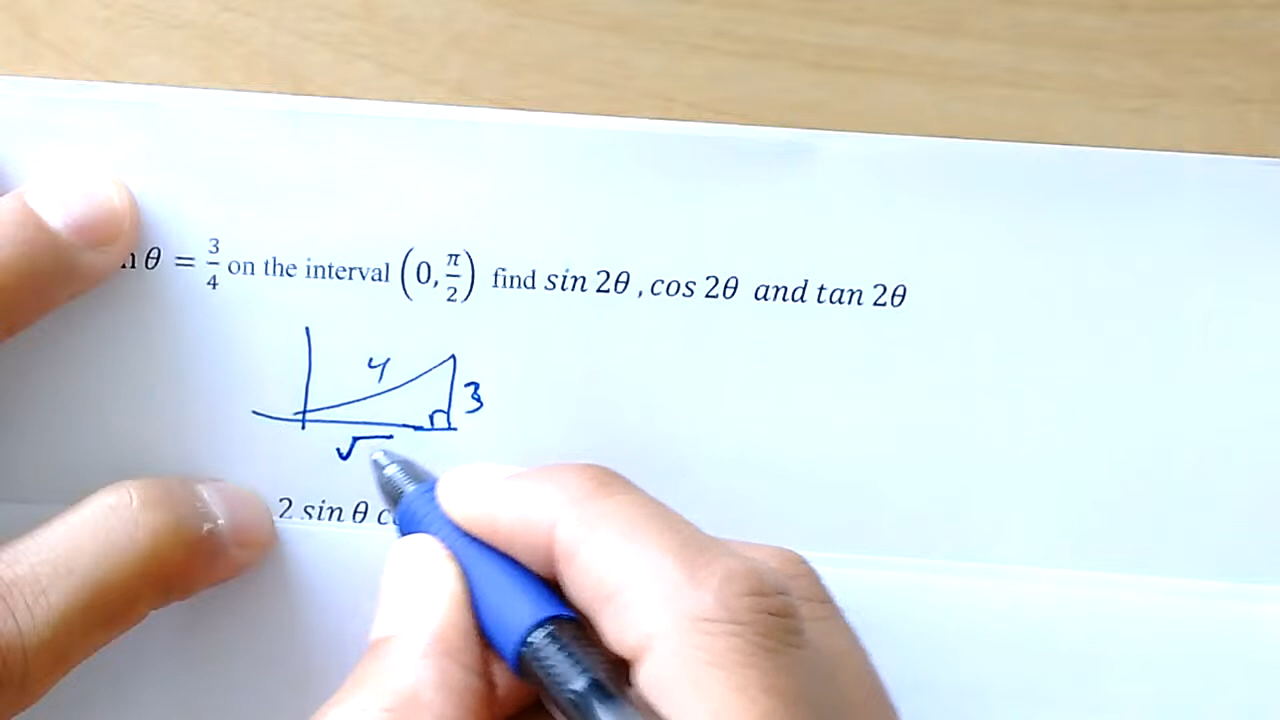 θ = 3/4 on the interval (0, π/2) find sin 2θ , cos 2θ and tan 2θ
4
3
√
2 sin θ